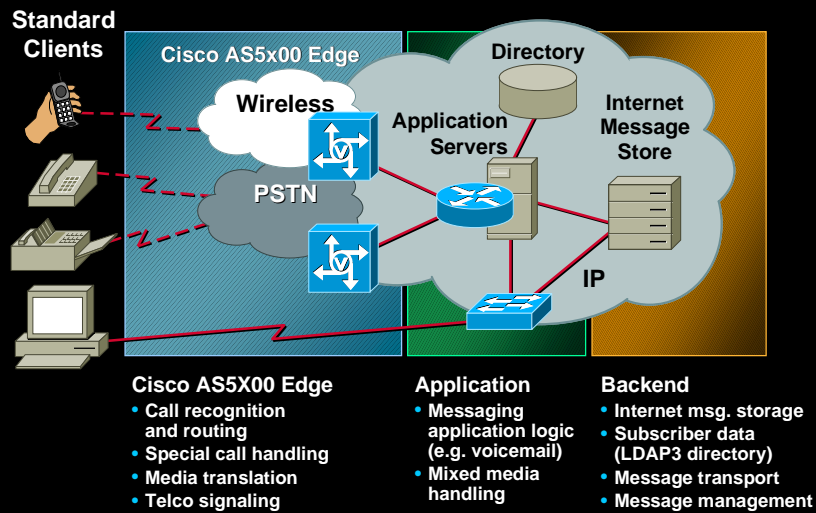 Standard
Clients
Cisco AS5x00 Edge
Directory
Wireless
Application
Servers
Internet
Message
Store
PSTN
V
V
IP
Cisco AS5X00 Edge
• Call recognition
and routing
• Special call handling
• Media translation
• Telco signaling
Application
• Messaging
application logic
(e.g. voicemail)
• Mixed media
handling
Backend
• Internet msg. storage
• Subscriber data
(LDAP3 directory)
• Message transport
• Message management